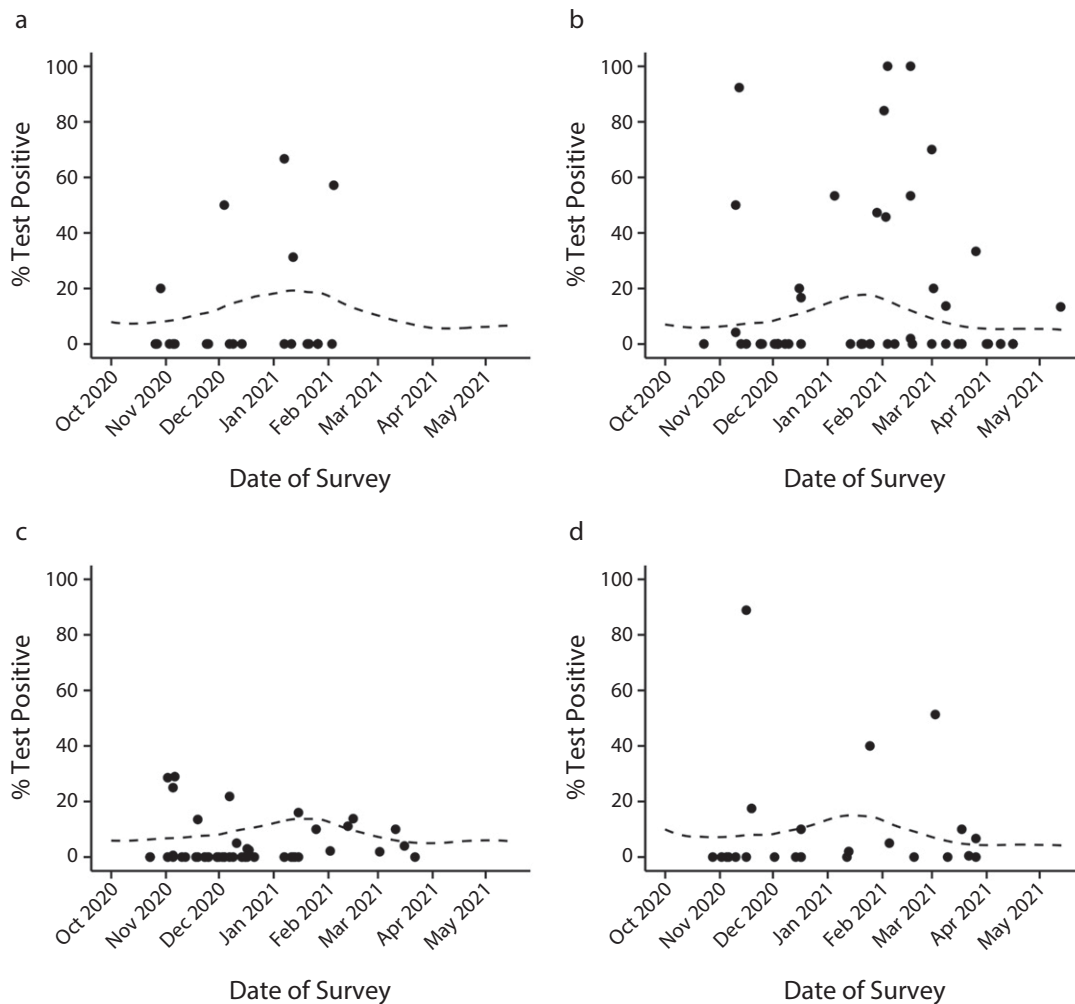 a
% Test Positive
100
80
60
40
20
0
Oct 2020
Nov 2020
Dec 2020
Jan 2021
Feb 2021
Mar 2021
Apr 2021
May 2021
Date of Survey
b
% Test Positive
100
80
60
40
20
0
Oct 2020
Nov 2020
Dec 2020
Jan 2021
Feb 2021
Mar 2021
Apr 2021
May 2021
Date of Survey
c
% Test Positive
100
80
60
40
20
0
Oct 2020
Nov 2020
Dec 2020
Jan 2021
Feb 2021
Mar 2021
Apr 2021
May 2021
Date of Survey
d
% Test Positive
100
80
60
40
20
0
Oct 2020
Nov 2020
Dec 2020
Jan 2021
Feb 2021
Mar 2021
Apr 2021
May 2021
Date of Survey